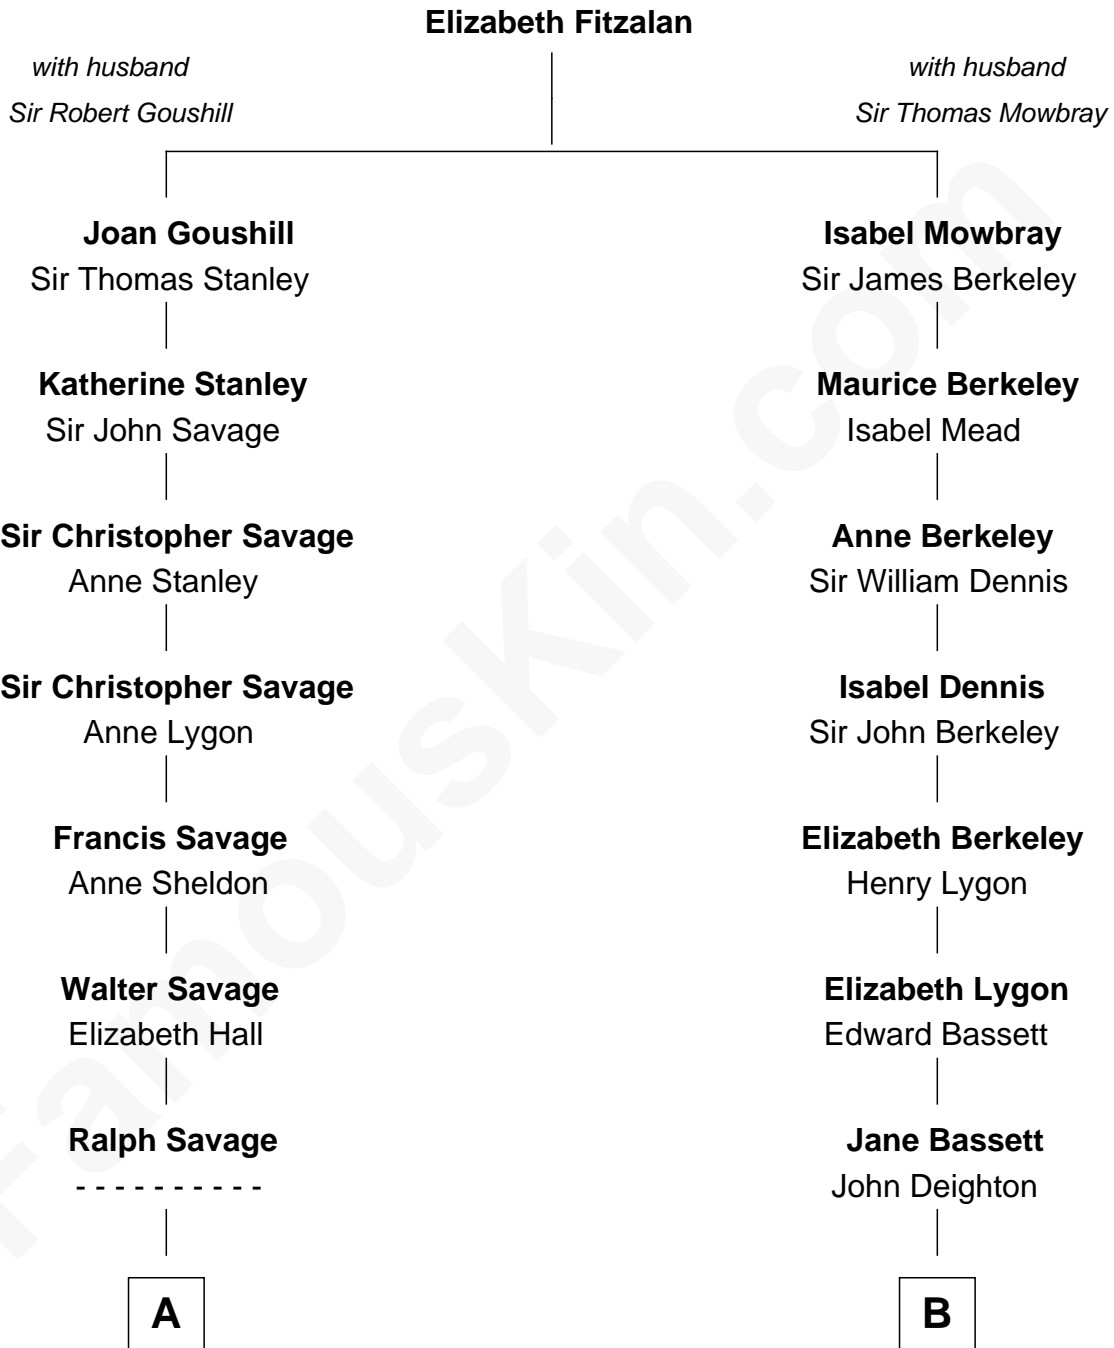 Elizabeth Fitzalan
with husband
Sir Robert Goushill
with husband
Sir Thomas Mowbray
Joan Goushill
Sir Thomas Stanley
Isabel Mowbray
Sir James Berkeley
Katherine Stanley
Sir John Savage
Maurice Berkeley
Isabel Mead
Sir Christopher Savage
Anne Stanley
Anne Berkeley
Sir William Dennis
Sir Christopher Savage
Anne Lygon
Isabel Dennis
Sir John Berkeley
Francis Savage
Anne Sheldon
Elizabeth Berkeley
Henry Lygon
Walter Savage
Elizabeth Hall
Elizabeth Lygon
Edward Bassett
Ralph Savage
- - - - - - - - - -
Jane Bassett
John Deighton
A
B
FamousKin.com